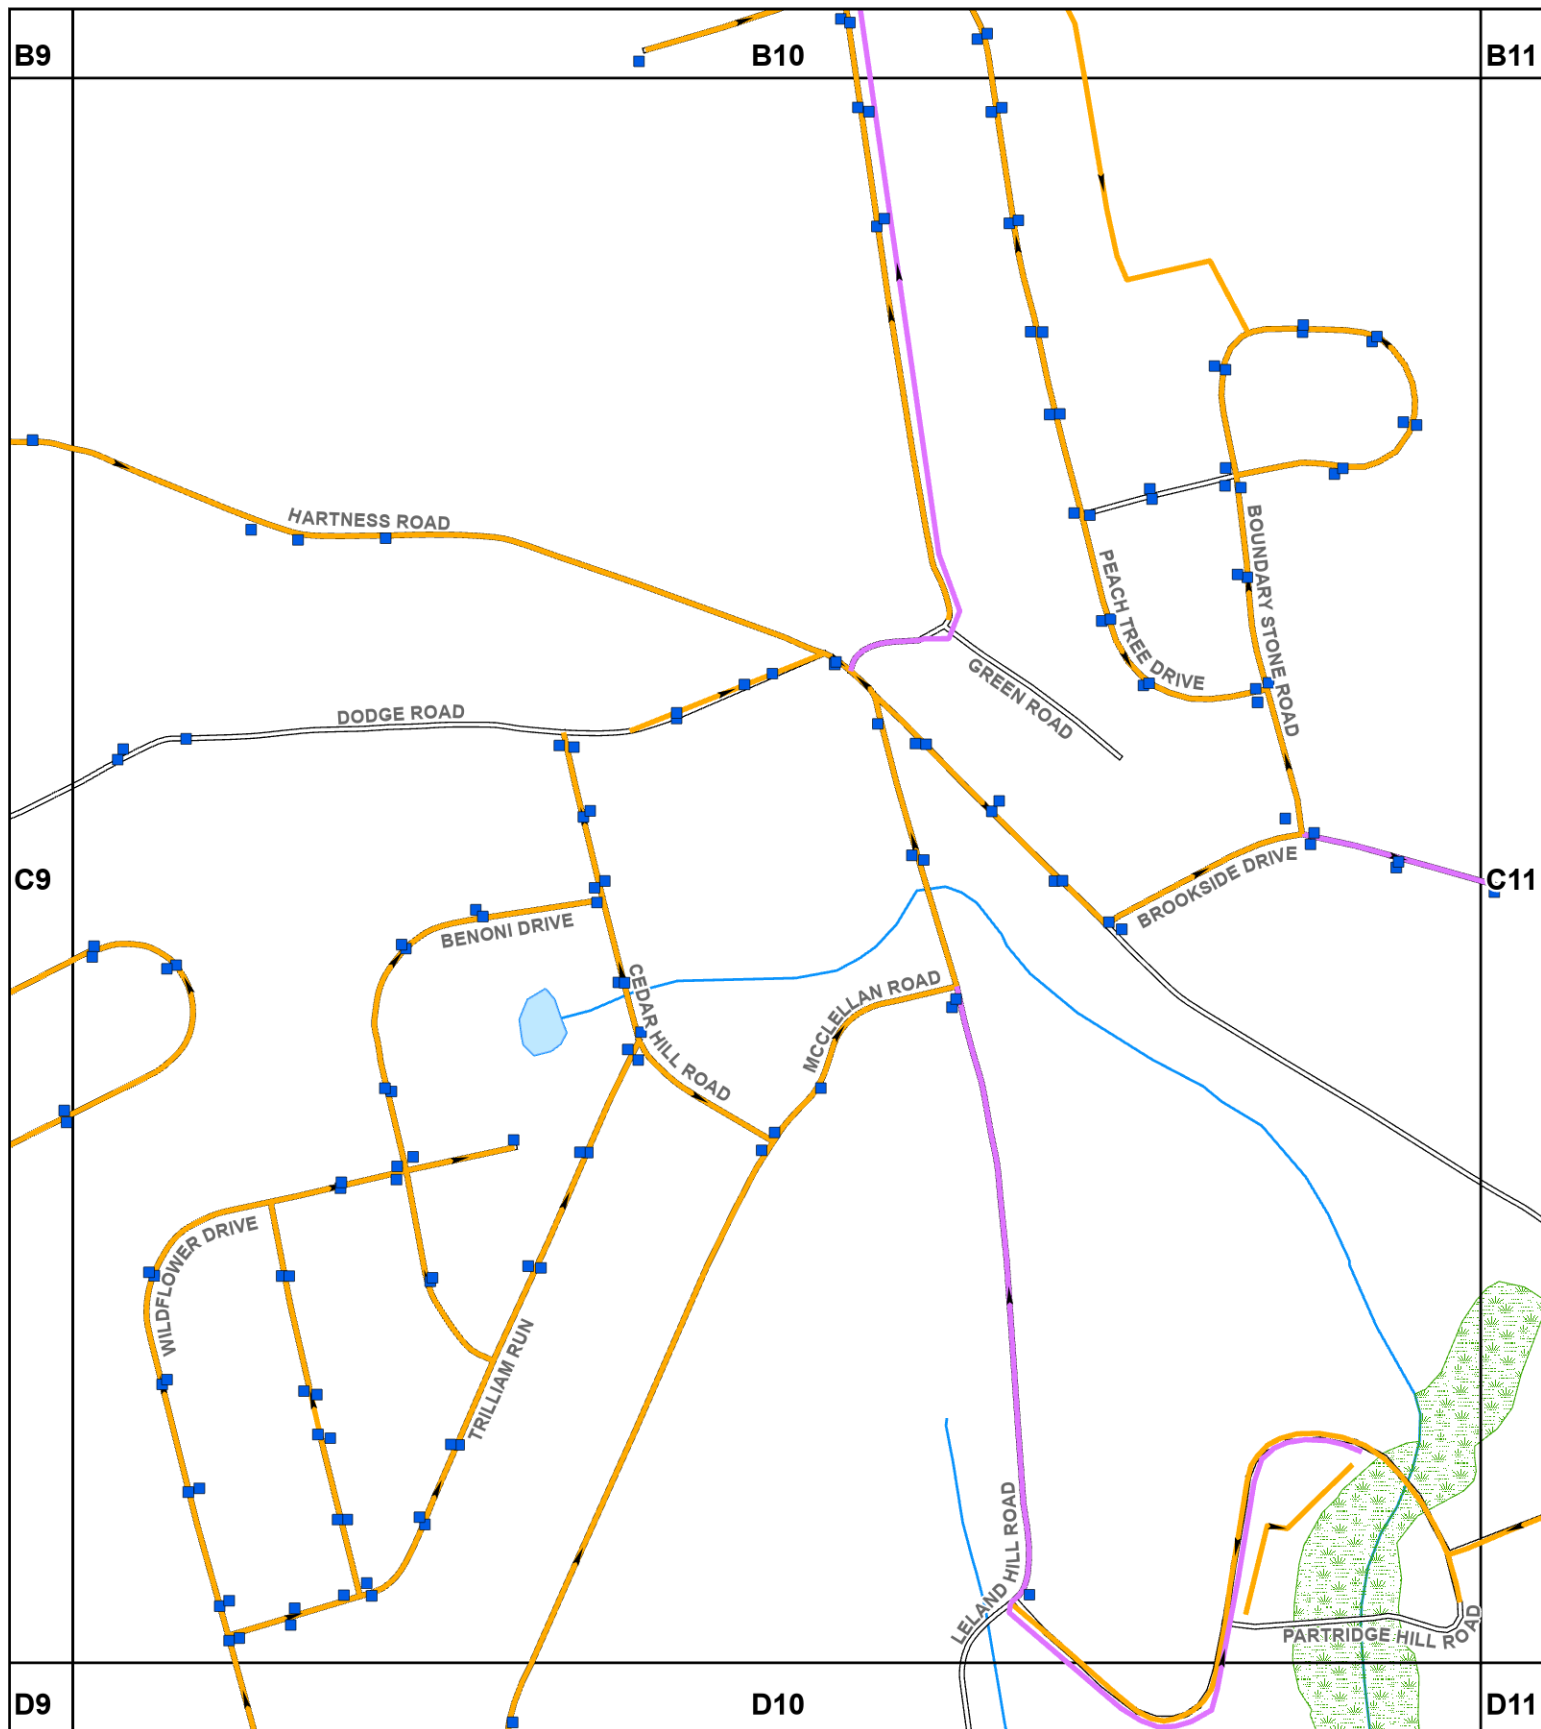 B9
B10
B11
HARTNESS ROAD
BOUNDARY STONE ROAD
PEACH TREE DRIVE
GREEN ROAD
DODGE ROAD
BROOKSIDE DRIVE
C9
C11
BENONI DRIVE
CEDAR HILL ROAD
MCCLELLAN ROAD
WILDFLOWER DRIVE
TRILLIAM RUN
LELAND HILL ROAD
PARTRIDGE HILL ROAD
D9
D10
D11